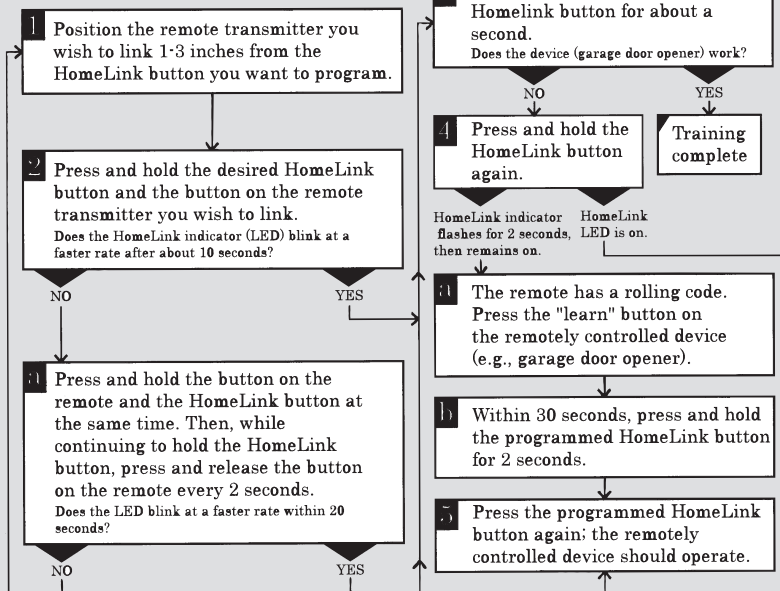 1
Position the remote transmitter you
wish to link 1-3 inches from the
HomeLink button you want to program.
2
Press and hold the desired HomeLink
button and the button on the remote
transmitter you wish to link.
Does the HomeLink indicator (LED) blink at a
faster rate after about 10 seconds?
NO
YES
a
Press and hold the button on the
remote and the HomeLink button at
the same time. Then, while
continuing to hold the HomeLink
button, press and release the button
on the remote every 2 seconds.
Does the LED blink at a faster rate within 20
seconds?
NO
YES
Homelink button for about a
second.
Does the device (garage door opener) work?
NO
YES
4
Press and hold the
HomeLink button
again.
Training
complete
HomeLink indicator
flashes for 2 seconds,
then remains on.
HomeLink
LED is on.
a
The remote has a rolling code.
Press the "learn" button on
the remotely controlled device
(e.g., garage door opener).
b
Within 30 seconds, press and hold
the programmed HomeLink button
for 2 seconds.
5
Press the programmed HomeLink
button again; the remotely
controlled device should operate.